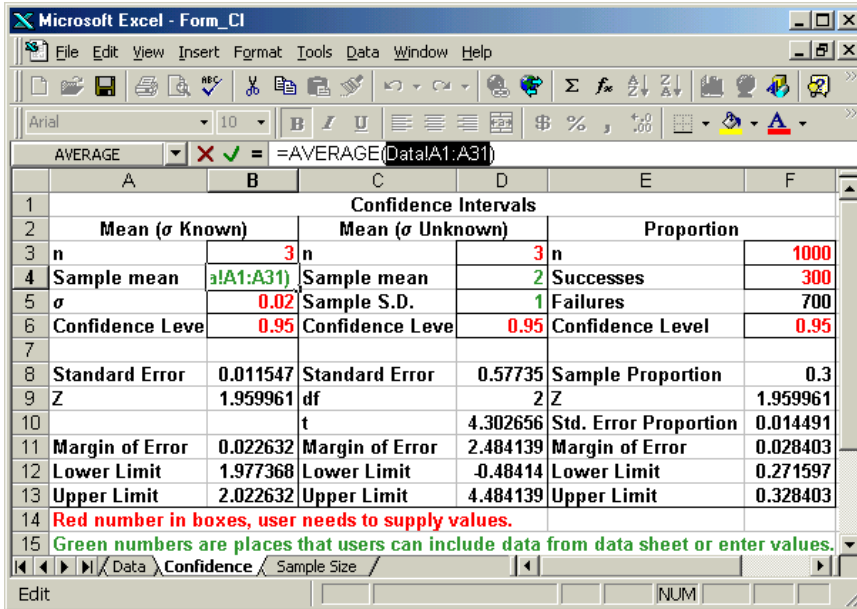 Microsoft Excel - Form_CI
File Edit View Insert Format Tools Data Window Help
Arial 10 B I U $ % ,
AVERAGE = =AVERAGE(Data!A1:A31)
A B C D E F
1 Confidence Intervals
2 Mean (σ Known) Mean (σ Unknown) Proportion
3 n 3 n 3 n 1000
4 Sample mean a!A1:A31) Sample mean 2 Successes 300
5 σ 0.02 Sample S.D. 1 Failures 700
6 Confidence Leve 0.95 Confidence Leve 0.95 Confidence Level 0.95
7
8 Standard Error 0.011547 Standard Error 0.57735 Sample Proportion 0.3
9 Z 1.959961 df 2 Z 1.959961
10 t 4.302656 Std. Error Proportion 0.014491
11 Margin of Error 0.022632 Margin of Error 2.484139 Margin of Error 0.028403
12 Lower Limit 1.977368 Lower Limit -0.48414 Lower Limit 0.271597
13 Upper Limit 2.022632 Upper Limit 4.484139 Upper Limit 0.328403
14 Red number in boxes, user needs to supply values.
15 Green numbers are places that users can include data from data sheet or enter values.
Data Confidence Sample Size
Edit NUM